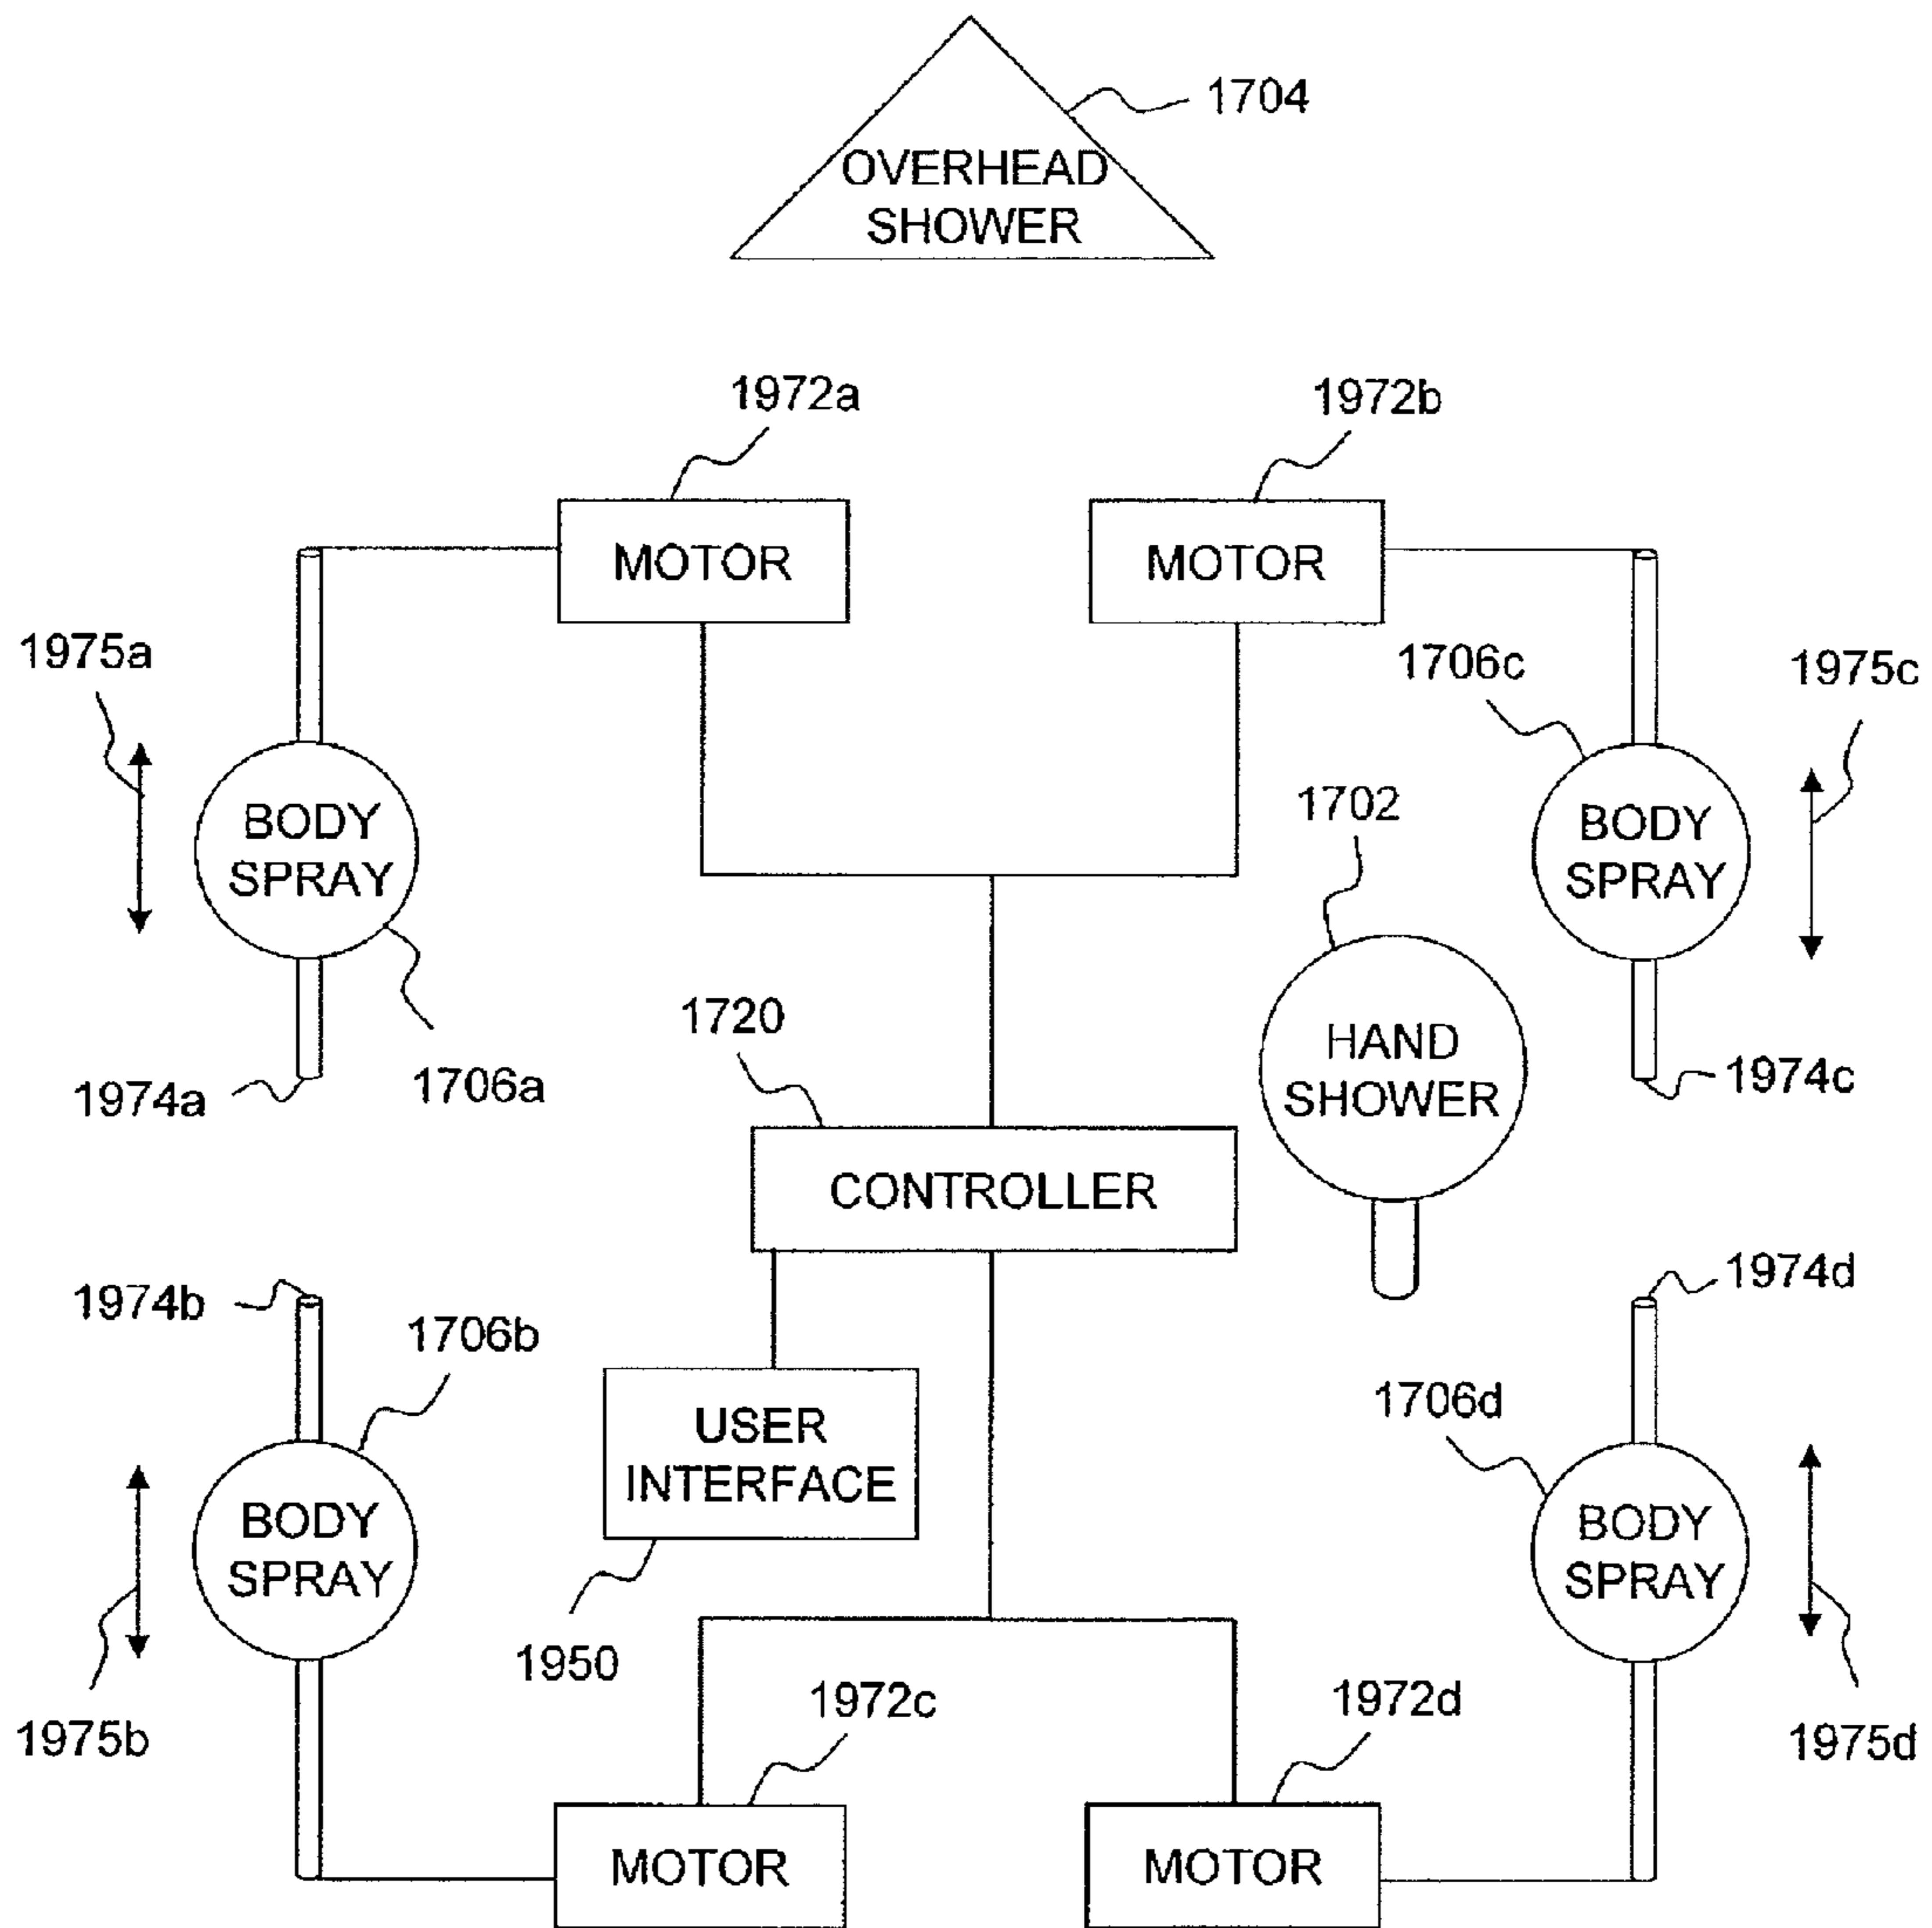 1704
OVERHEAD
SHOWER
1972a
1972b
MOTOR
MOTOR
1975a
1706c
1975c
BODY
SPRAY
1702
BODY
SPRAY
1720
HAND
SHOWER
1974a
1706a
1974c
CONTROLLER
1974b
1974d
1706b
USER
INTERFACE
1706d
BODY
SPRAY
BODY
SPRAY
1950
1972c
1972d
1975b
1975d
MOTOR
MOTOR